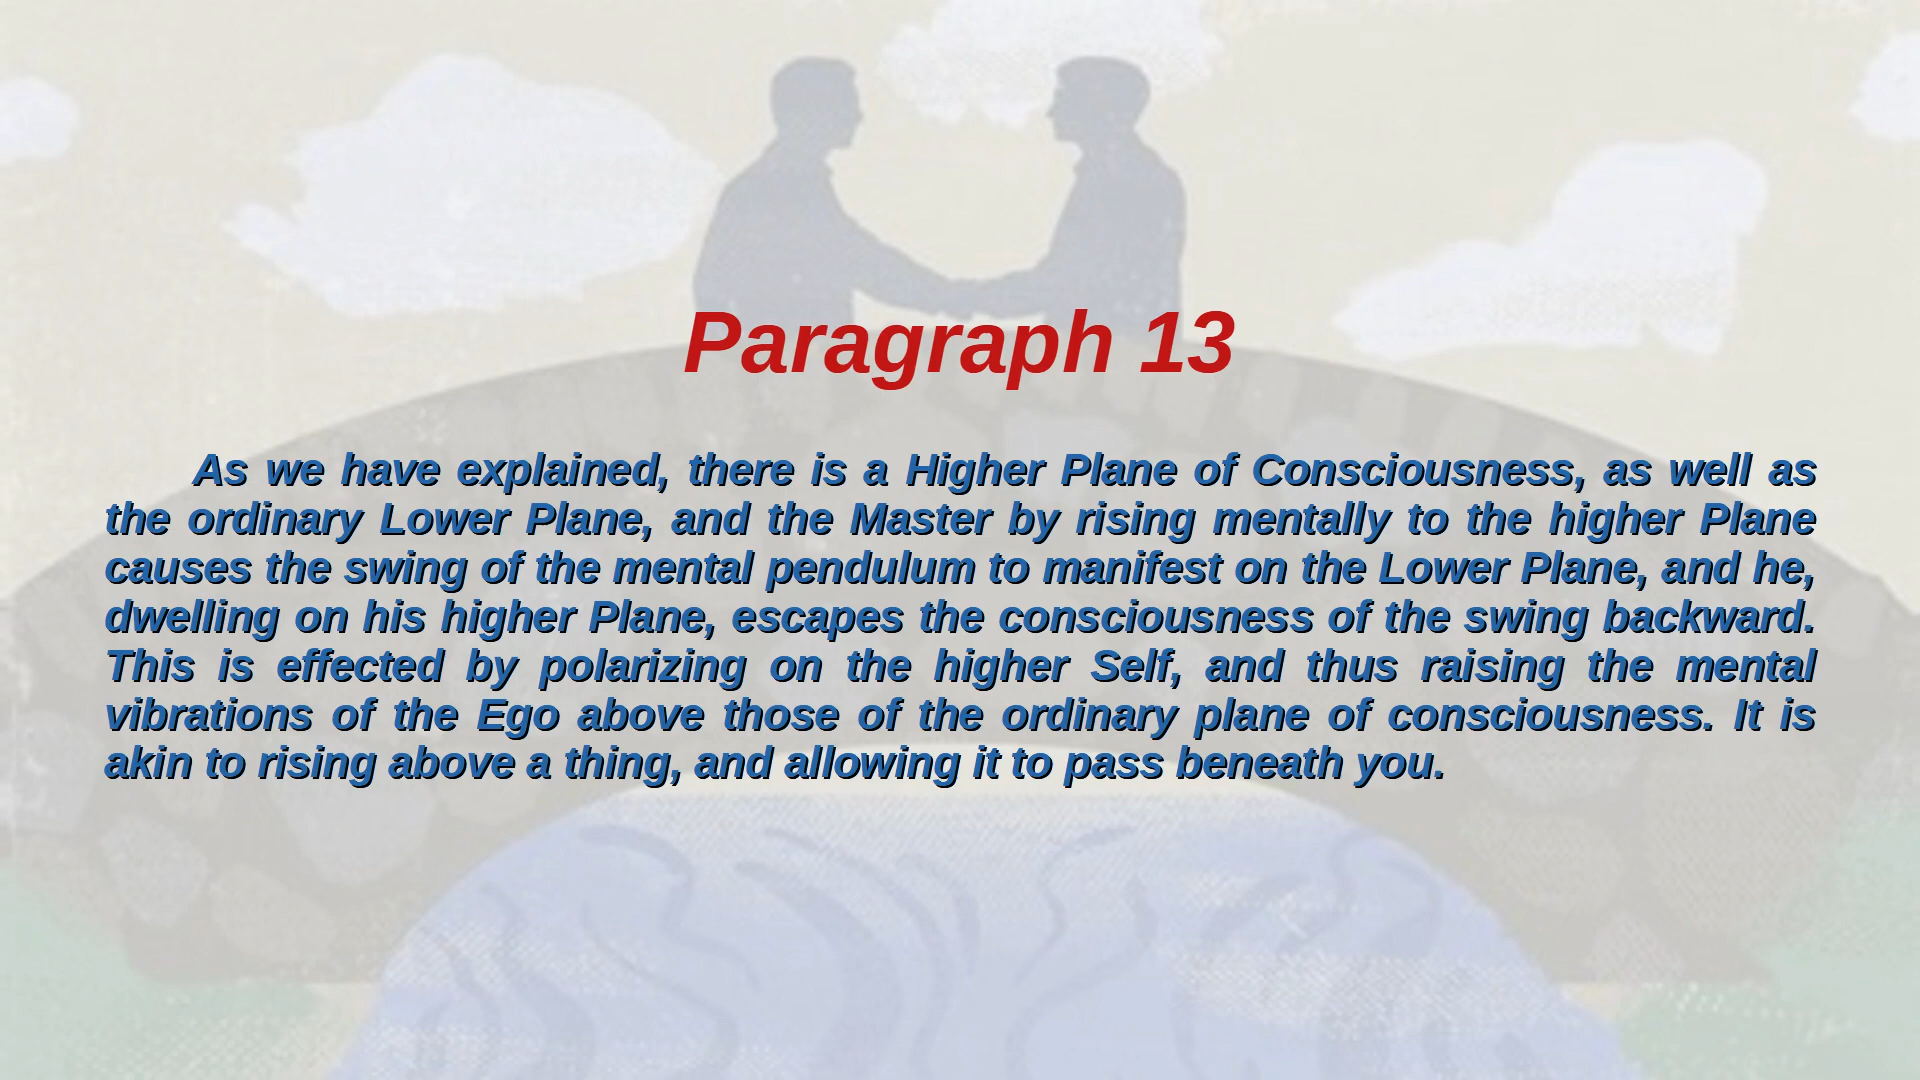 Paragraph 13
As we have explained, there is a Higher Plane of Consciousness, as well as
the ordinary Lower Plane, and the Master by rising mentally to the higher Plane
causes the swing of the mental pendulum to manifest on the Lower Plane, and he,
dwelling on his higher Plane, escapes the consciousness of the swing backward.
This is effected by polarizing on the higher Self, and thus raising the mental
vibrations of the Ego above those of the ordinary plane of consciousness. It is
akin to rising above a thing, and allowing it to pass beneath you.